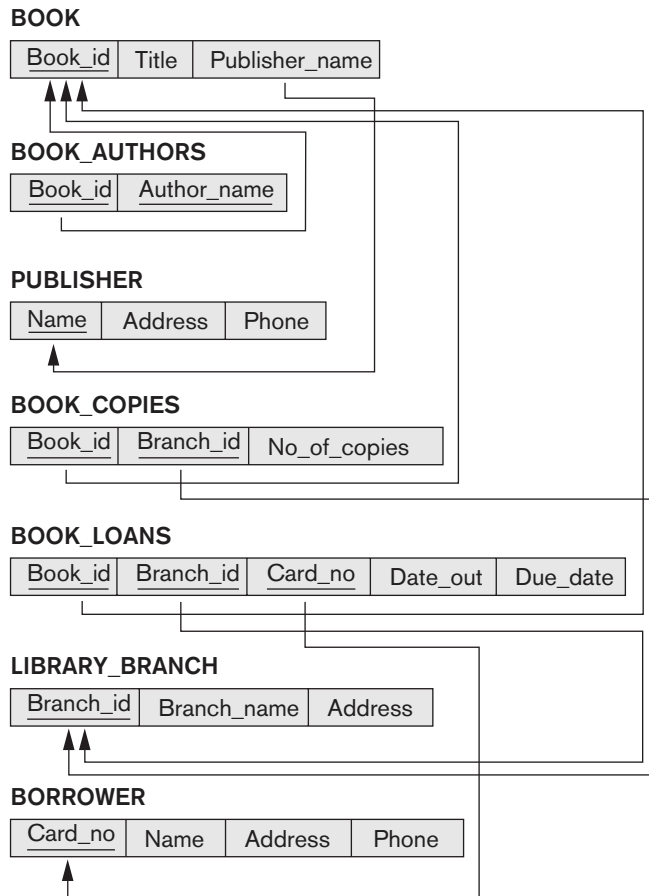 BOOK
Book_id Title Publisher_name
BOOK_AUTHORS
Book_id Author_name
PUBLISHER
Name Address Phone
BOOK_COPIES
Book_id Branch_id No_of_copies
BOOK_LOANS
Book_id Branch_id Card_no Date_out Due_date
LIBRARY_BRANCH
Branch_id Branch_name Address
BORROWER
Card_no Name Address Phone